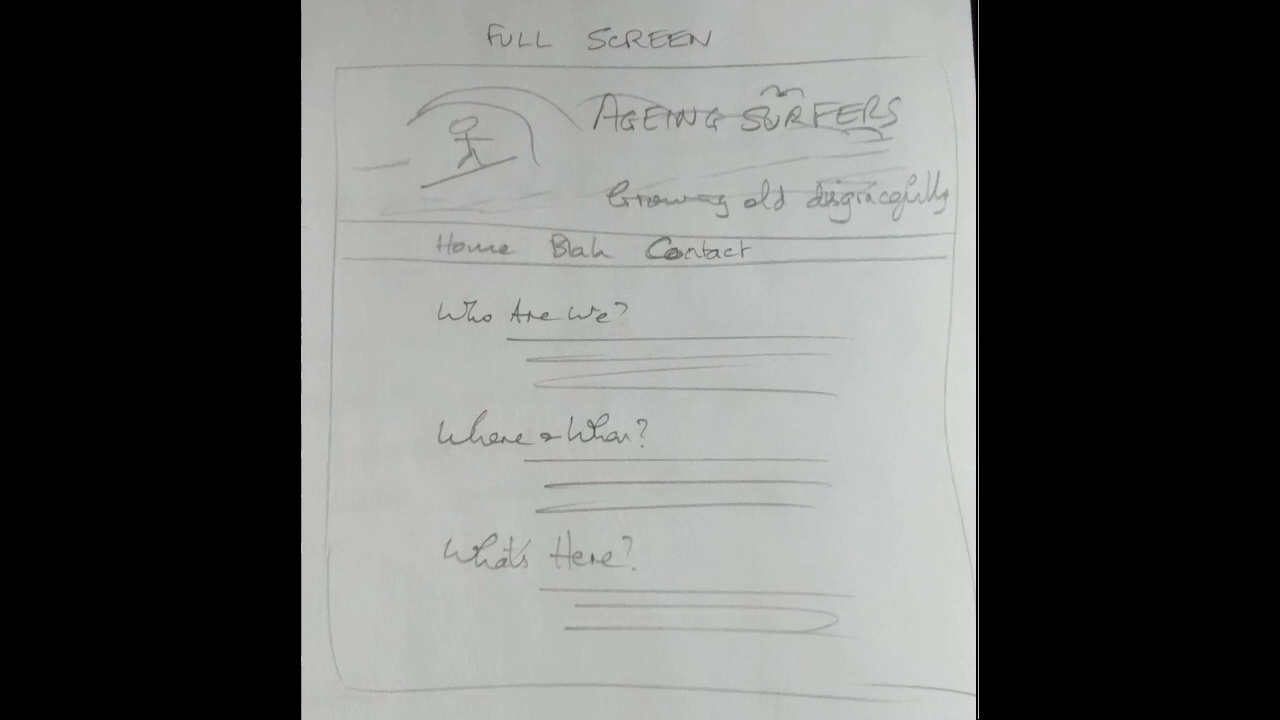 FULL SCREEN
AGEING SURFERS
Growing old disgracefully
Home Blah Contact
Who Are We?
Where & When?
What's Here?